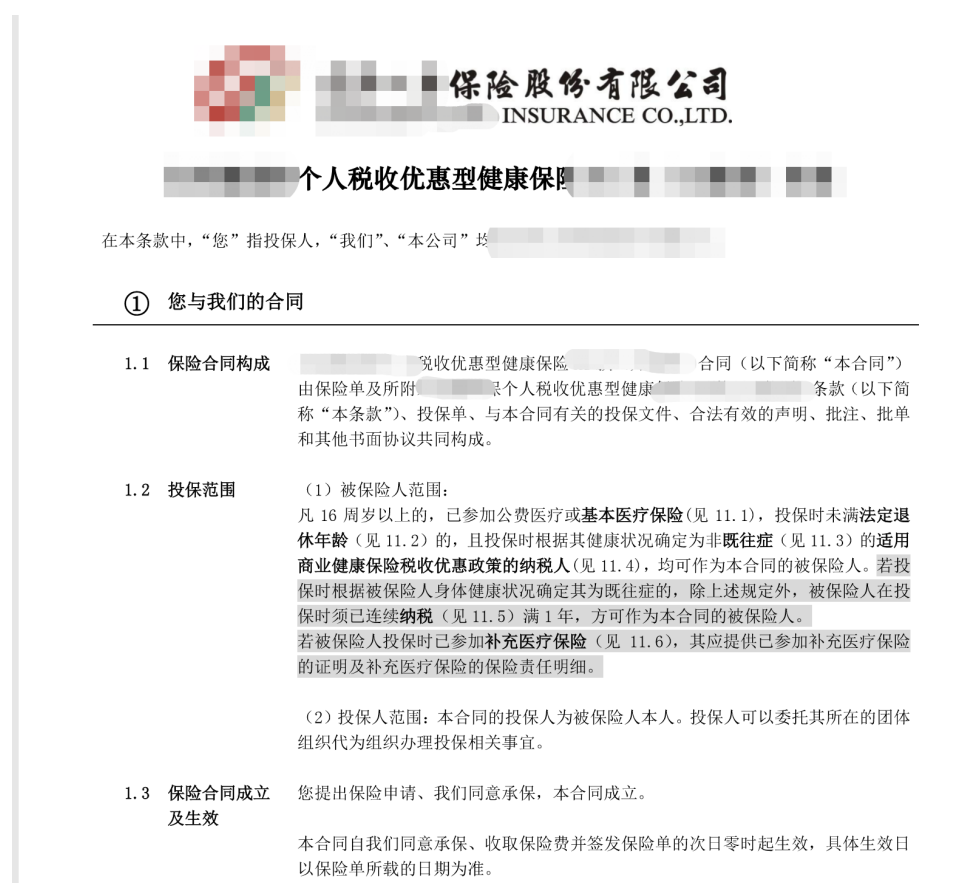 保险股份有限公司
INSURANCE CO.,LTD.
个人税收优惠型健康保险
在本条款中，“您”指投保人，“我们”、“本公司”均
① 您与我们的合同
1.1 保险合同构成 税收优惠型健康保险 合同（以下简称“本合同”）
由保险单及所附 保个人税收优惠型健康 条款（以下简
称“本条款”）、投保单、与本合同有关的投保文件、合法有效的声明、批注、批单
和其他书面协议共同构成。
1.2 投保范围 （1）被保险人范围：
凡 16 周岁以上的，已参加公费医疗或基本医疗保险(见 11.1)，投保时未满法定退
休年龄（见 11.2）的，且投保时根据其健康状况确定为非既往症（见 11.3）的适用
商业健康保险税收优惠政策的纳税人(见 11.4)，均可作为本合同的被保险人。若投
保时根据被保险人身体健康状况确定其为既往症的，除上述规定外，被保险人在投
保时须已连续纳税（见 11.5）满 1 年，方可作为本合同的被保险人。
若被保险人投保时已参加补充医疗保险（见 11.6），其应提供已参加补充医疗保险
的证明及补充医疗保险的保险责任明细。
（2）投保人范围：本合同的投保人为被保险人本人。投保人可以委托其所在的团体
组织代为组织办理投保相关事宜。
1.3 保险合同成立 您提出保险申请、我们同意承保，本合同成立。
及生效
本合同自我们同意承保、收取保险费并签发保险单的次日零时起生效，具体生效日
以保险单所载的日期为准。